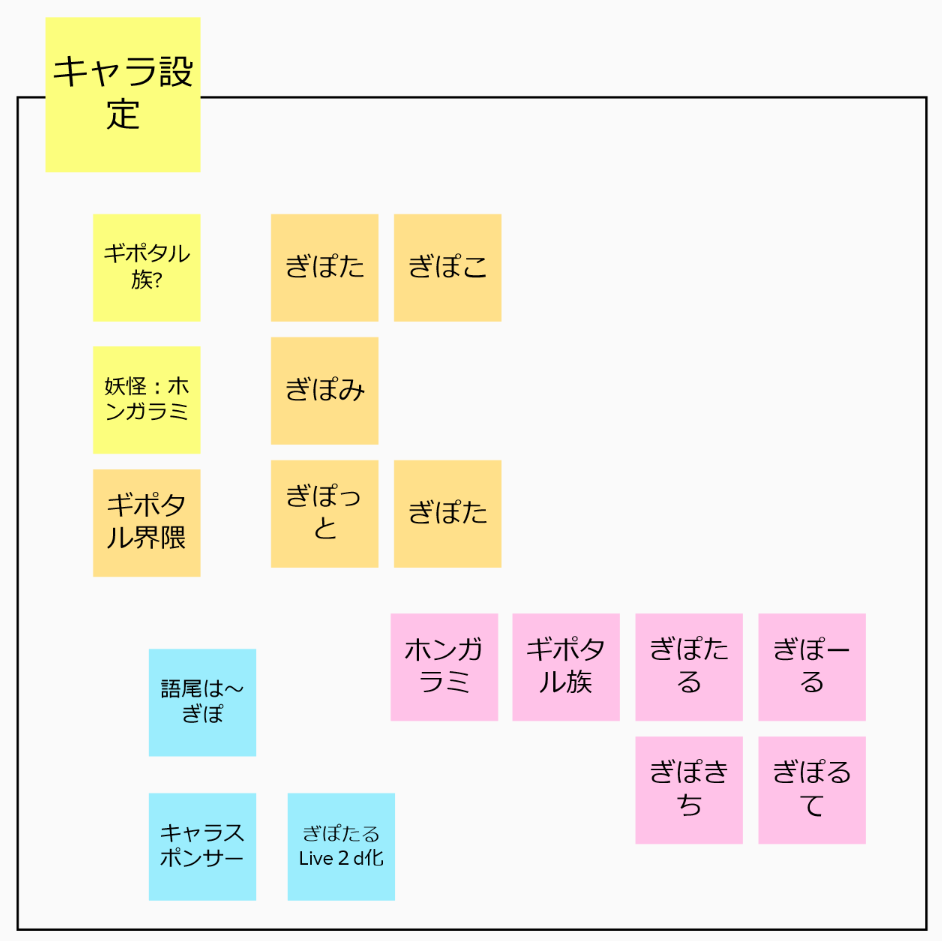 キャラ設
定
ギポタル
族?
ぎぽた
ぎぽこ
妖怪：ホ
ンガラミ
ぎぽみ
ギポタ
ル界隈
ぎぽっ
と
ぎぽた
ホンガ
ラミ
ギポタ
ル族
ぎぽた
る
ぎぽー
る
語尾は～
ぎぽ
ぎぽき
ち
ぎぽる
て
キャラス
ポンサー
ぎぽたる
Live２d化